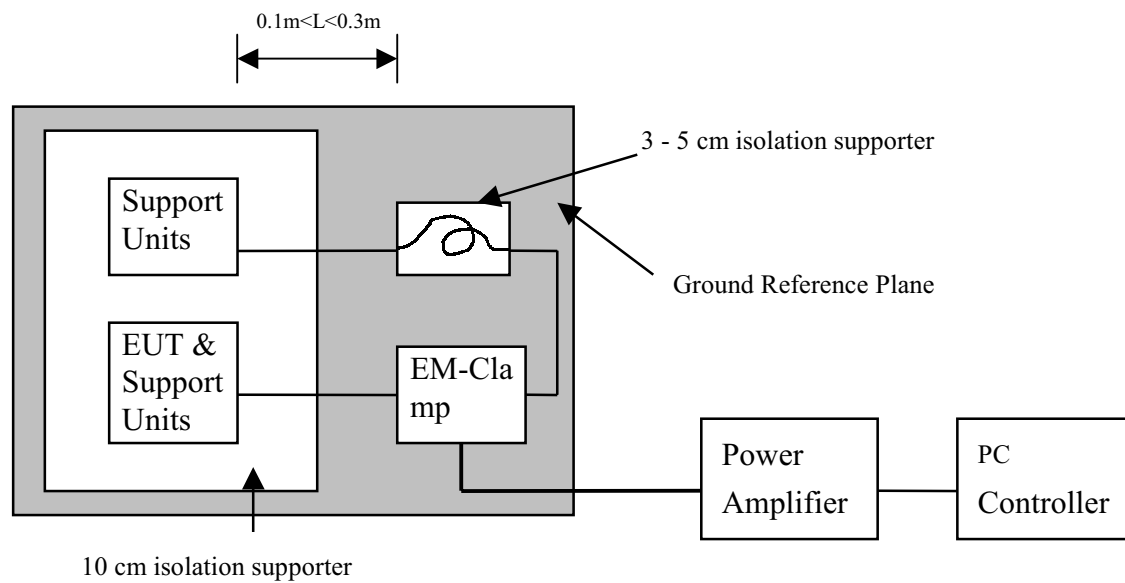 0.1m<L<0.3m
3 - 5 cm isolation supporter
Support
Units
Ground Reference Plane
EUT &
Support
Units
EM-Cla
mp
Power
Amplifier
PC
Controller
10 cm isolation supporter